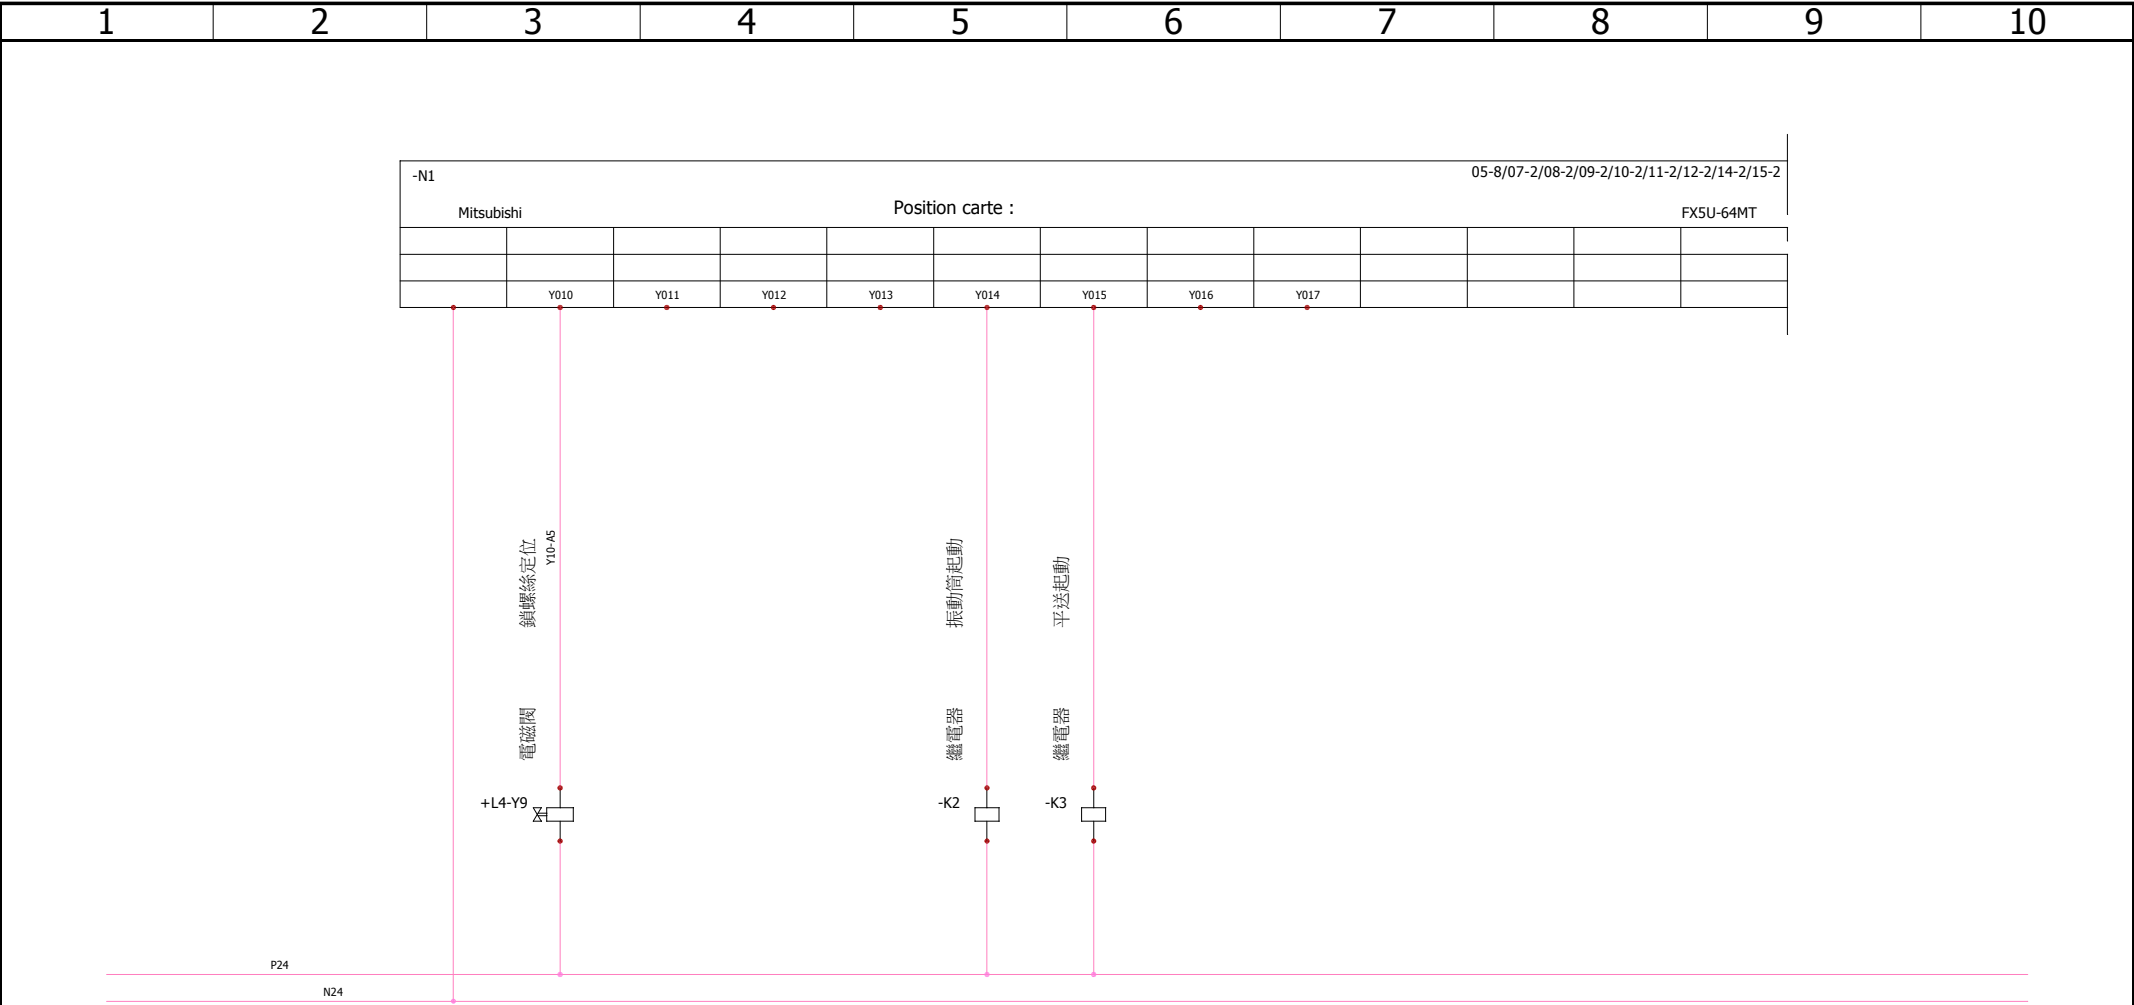 1 2 3 4 5 6 7 8 9 10
-N1 05-8/07-2/08-2/09-2/10-2/11-2/12-2/14-2/15-2
Mitsubishi Position carte : FX5U-64MT
Y010 Y011 Y012 Y013 Y014 Y015 Y016 Y017
鎖螺絲定位
Y10-A5
振動筒起動
平送起動
電磁閥
繼電器
繼電器
+L4-Y9 -K2 -K3
P24
N24